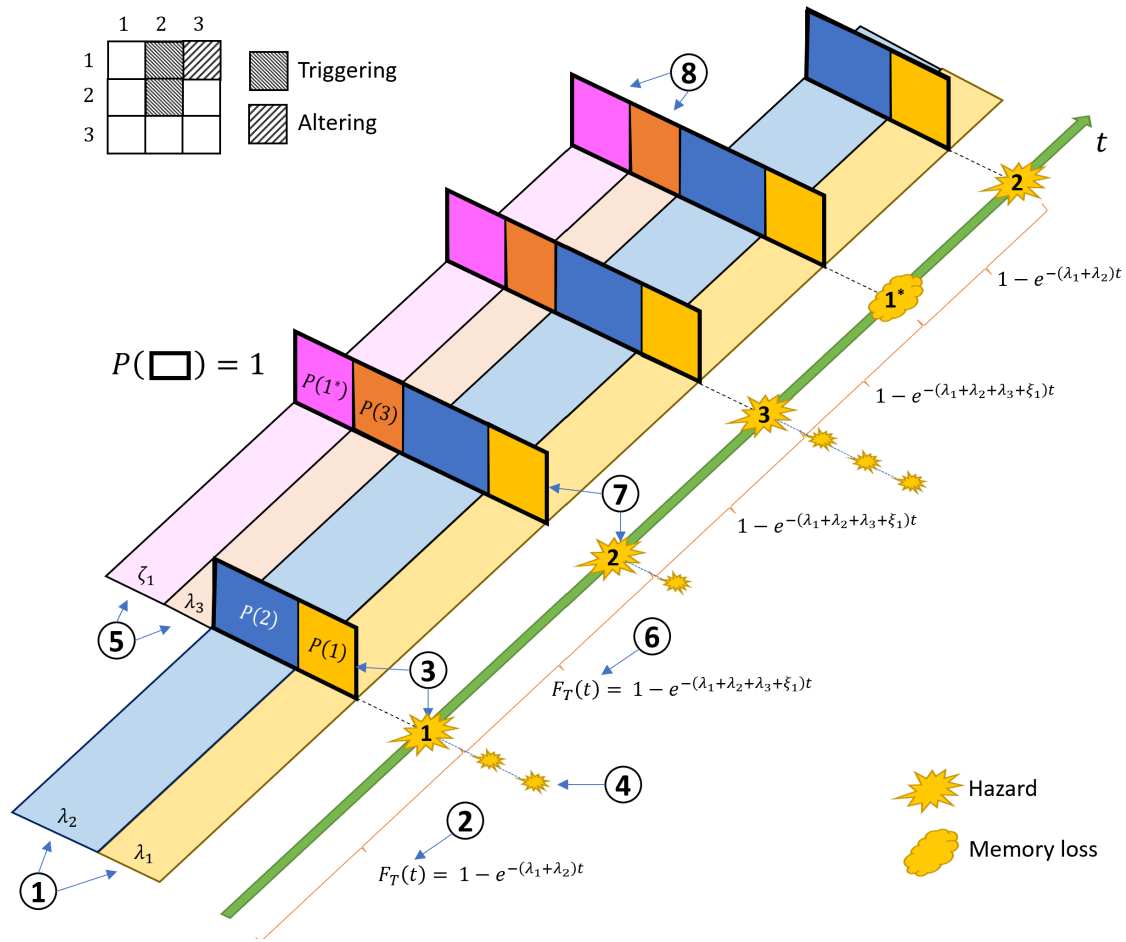 1 2 3
1
2
3
Triggering
Altering
8
t
2
1 − e^{−(λ₁+λ₂)t}
1*
P(▭) = 1
P(1*)
P(3)
1 − e^{−(λ₁+λ₂+λ₃+ξ₁)t}
3
7
1 − e^{−(λ₁+λ₂+λ₃+ξ₁)t}
2
ζ₁
λ₃
5
P(2)
P(1)
6
3
F_T(t) = 1 − e^{−(λ₁+λ₂+λ₃+ξ₁)t}
1
4
λ₂
λ₁
2
F_T(t) = 1 − e^{−(λ₁+λ₂)t}
1
Hazard
Memory loss